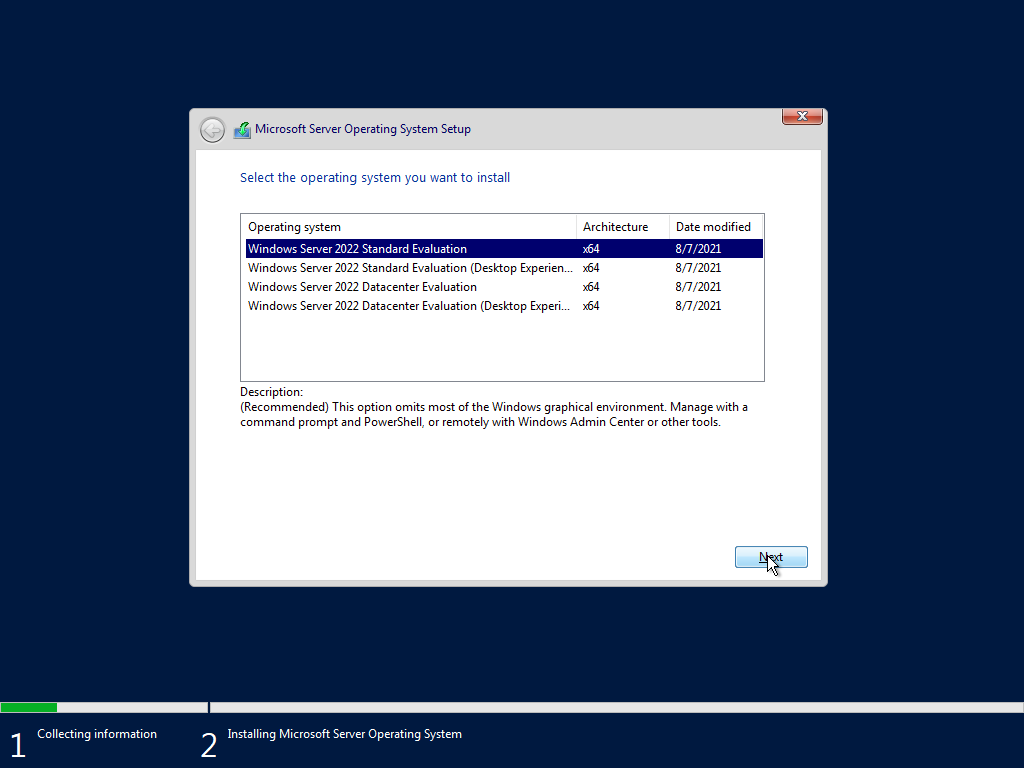 Microsoft Server Operating System Setup
Select the operating system you want to install
Operating system Architecture Date modified
Windows Server 2022 Standard Evaluation x64 8/7/2021
Windows Server 2022 Standard Evaluation (Desktop Experien... x64 8/7/2021
Windows Server 2022 Datacenter Evaluation x64 8/7/2021
Windows Server 2022 Datacenter Evaluation (Desktop Experi... x64 8/7/2021
Description:
(Recommended) This option omits most of the Windows graphical environment. Manage with a
command prompt and PowerShell, or remotely with Windows Admin Center or other tools.
Next
1 Collecting information 2 Installing Microsoft Server Operating System